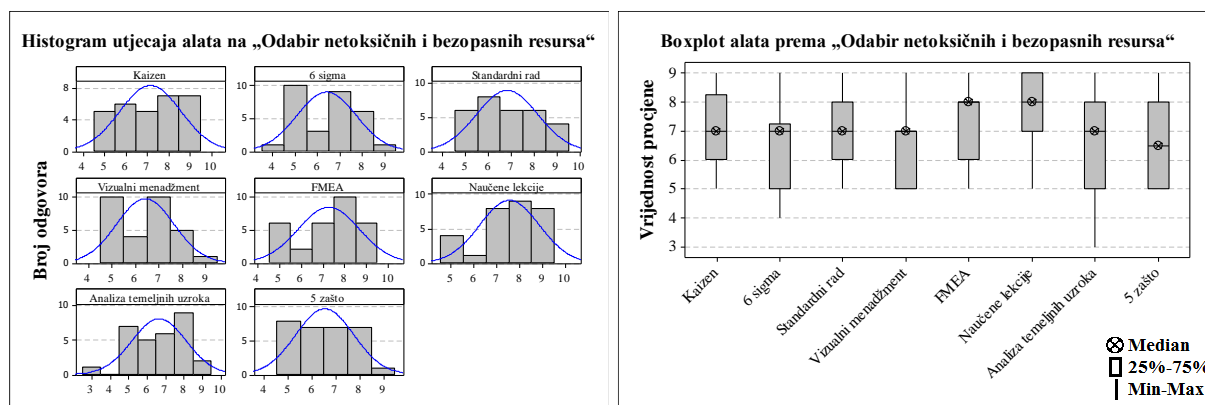 Histogram utjecaja alata na „Odabir netoksičnih i bezopasnih resursa“
Broj odgovora
Kaizen
6 sigma
Standardni rad
8
4
0
10
5
0
10
5
0
4 5 6 7 8 9 10
4 5 6 7 8 9
4 5 6 7 8 9 10
Vizualni menadžment
FMEA
Naučene lekcije
10
5
0
10
5
0
10
5
0
4 5 6 7 8 9
4 5 6 7 8 9 10
4 5 6 7 8 9 10
Analiza temeljnih uzroka
5 zašto
10
5
0
10
5
0
3 4 5 6 7 8 9 10
4 5 6 7 8 9
Boxplot alata prema „Odabir netoksičnih i bezopasnih resursa“
Vrijednost procjene
9
8
7
6
5
4
3
Kaizen
6 sigma
Standardni rad
Vizualni menadžment
FMEA
Naučene lekcije
Analiza temeljnih uzroka
5 zašto
Median
25%-75%
Min-Max